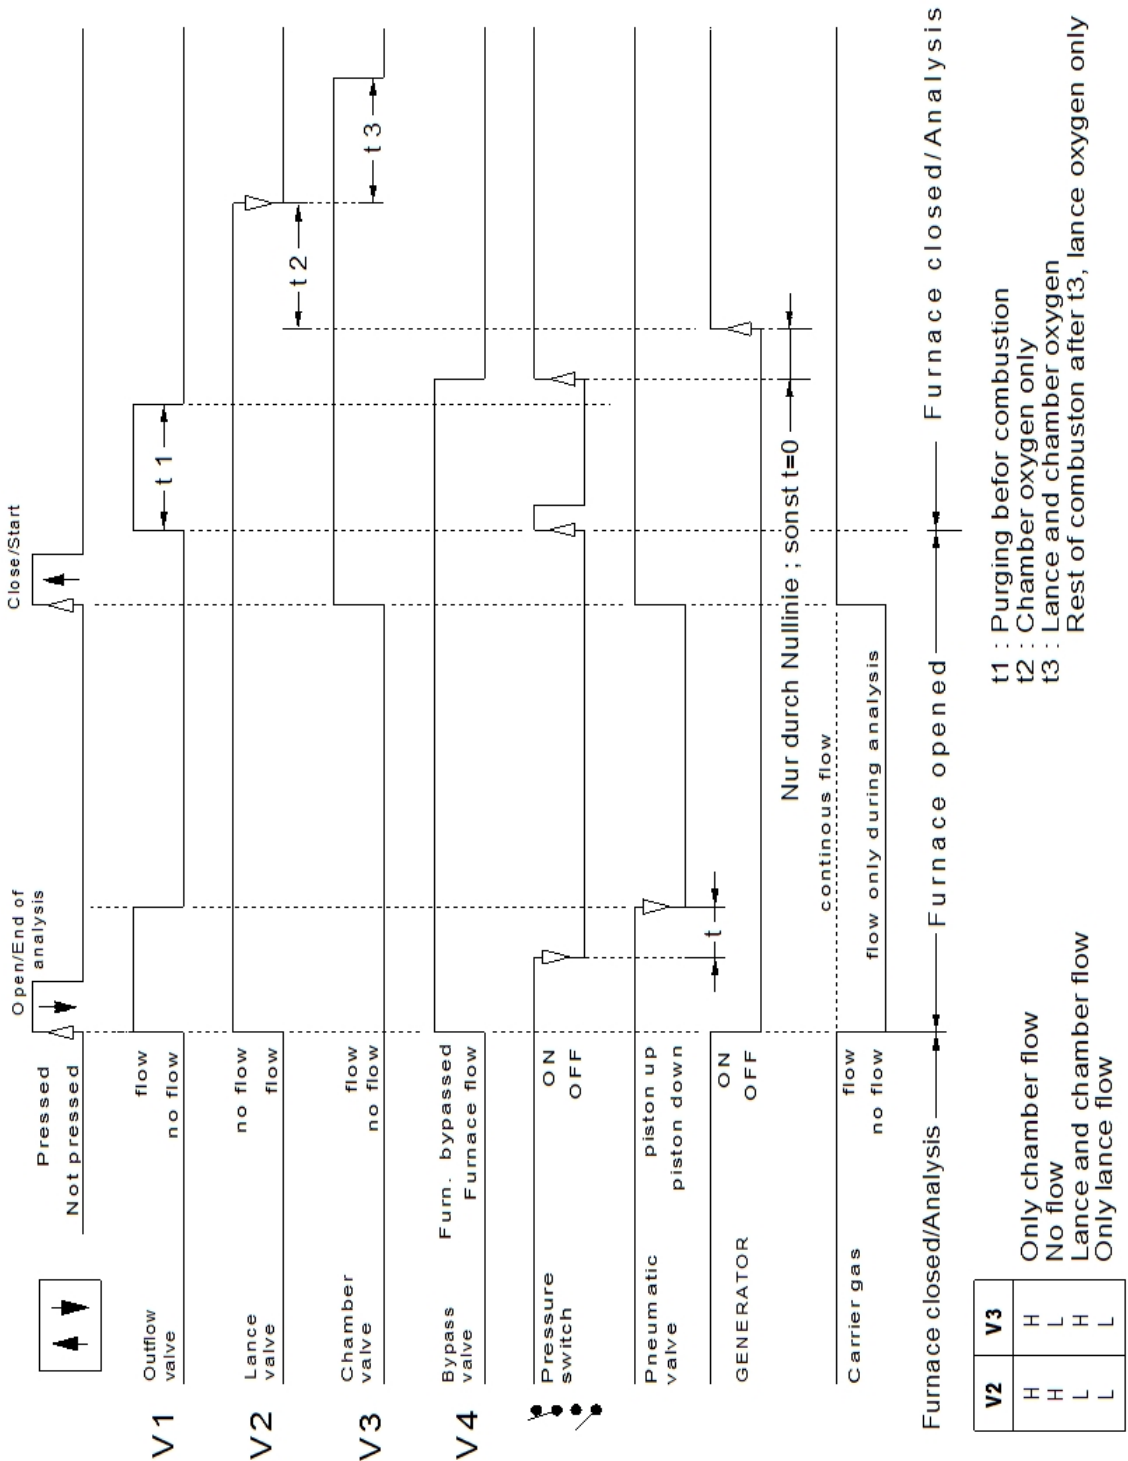 Close/Start
Open/End of
analysis
Pressed
Not pressed
V1
Outflow
valve
flow
no flow
t 1
V2
Lance
valve
no flow
flow
t 2
V3
Chamber
valve
flow
no flow
t 3
V4
Bypass
valve
Furn. bypassed
Furnace flow
Pressure
switch
ON
OFF
Pneumatic
valve
piston up
piston down
t
GENERATOR
ON
OFF
Nur durch Nullinie ; sonst t=0
Carrier gas
flow
no flow
continous flow
flow only during analysis
Furnace closed/Analysis
Furnace opened
Furnace closed/Analysis
V2 V3
H H Only chamber flow
H L No flow
L H Lance and chamber flow
L L Only lance flow
t1 : Purging befor combustion
t2 : Chamber oxygen only
t3 : Lance and chamber oxygen
Rest of combuston after t3, lance oxygen only